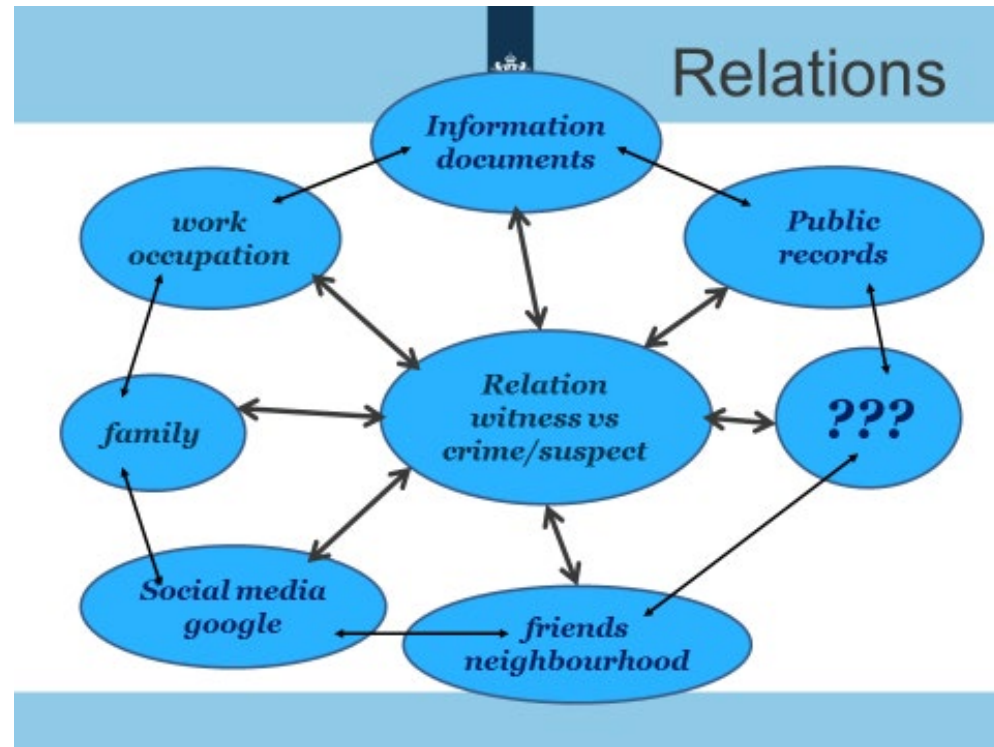 Relations
Information
documents
work
occupation
Public
records
Relation
witness vs
crime/suspect
???
family
Social media
google
friends
neighbourhood